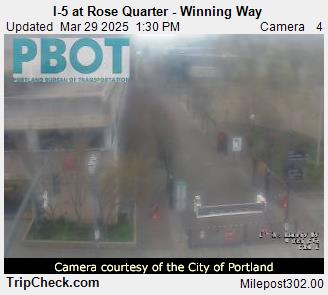 I-5 at Rose Quarter - Winning Way
Updated Mar 29 2025 1:30 PM Camera 4
PBOT
PORTLAND BUREAU OF TRANSPORTATION
Camera courtesy of the City of Portland
TripCheck.com Milepost302.00